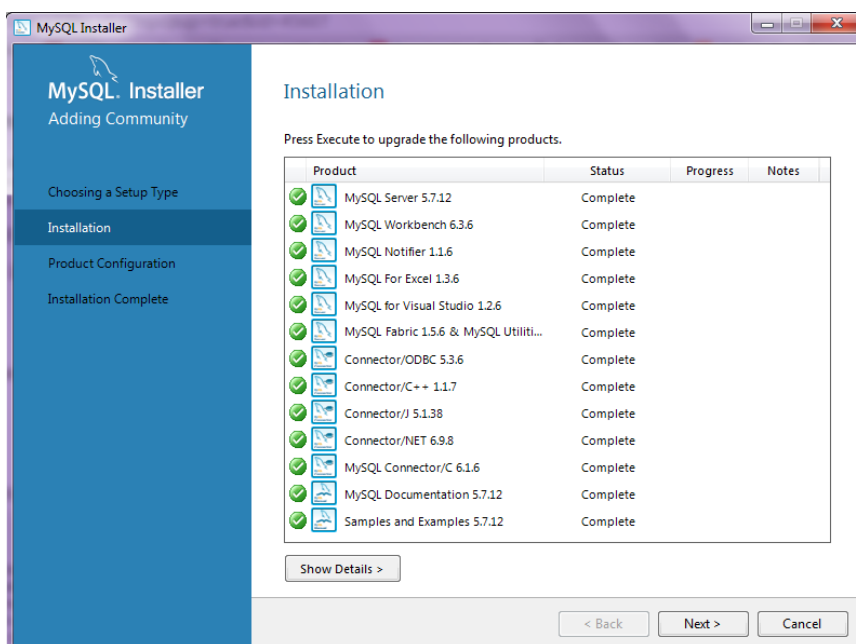 MySQL Installer
MySQL. Installer
Adding Community
Choosing a Setup Type
Installation
Product Configuration
Installation Complete
Installation
Press Execute to upgrade the following products.
Product Status Progress Notes
MySQL Server 5.7.12 Complete
MySQL Workbench 6.3.6 Complete
MySQL Notifier 1.1.6 Complete
MySQL For Excel 1.3.6 Complete
MySQL for Visual Studio 1.2.6 Complete
MySQL Fabric 1.5.6 & MySQL Utiliti... Complete
Connector/ODBC 5.3.6 Complete
Connector/C++ 1.1.7 Complete
Connector/J 5.1.38 Complete
Connector/NET 6.9.8 Complete
MySQL Connector/C 6.1.6 Complete
MySQL Documentation 5.7.12 Complete
Samples and Examples 5.7.12 Complete
Show Details >
< Back Next > Cancel